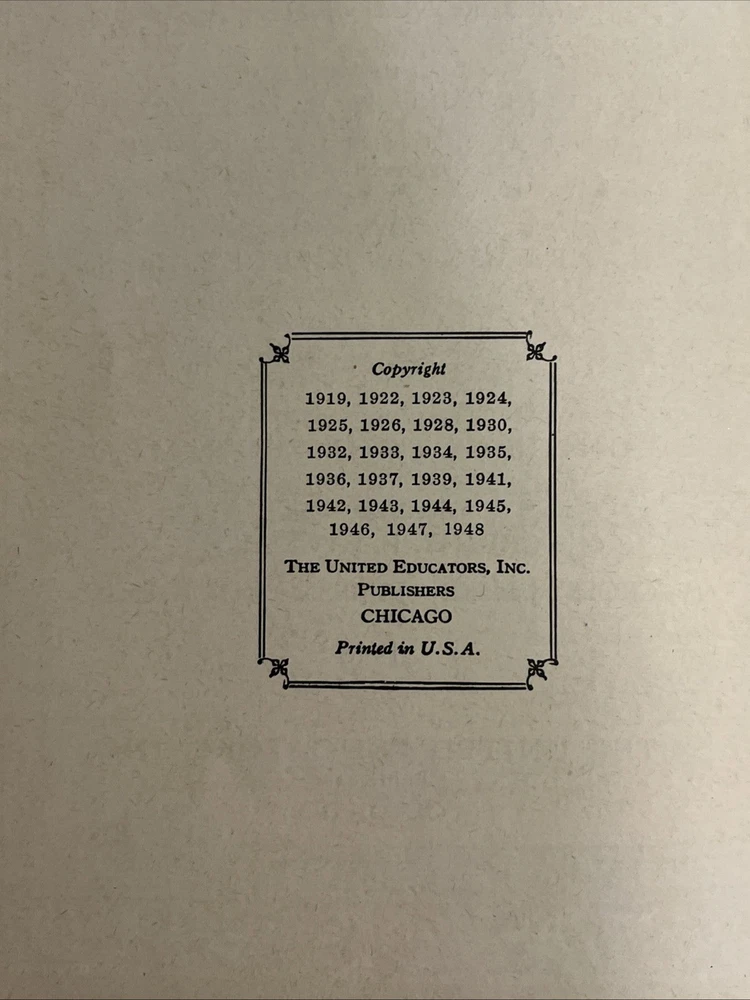 Copyright
1919, 1922, 1923, 1924,
1925, 1926, 1928, 1930,
1932, 1933, 1934, 1935,
1936, 1937, 1939, 1941,
1942, 1943, 1944, 1945,
1946, 1947, 1948
THE UNITED EDUCATORS, INC.
PUBLISHERS
CHICAGO
Printed in U.S.A.